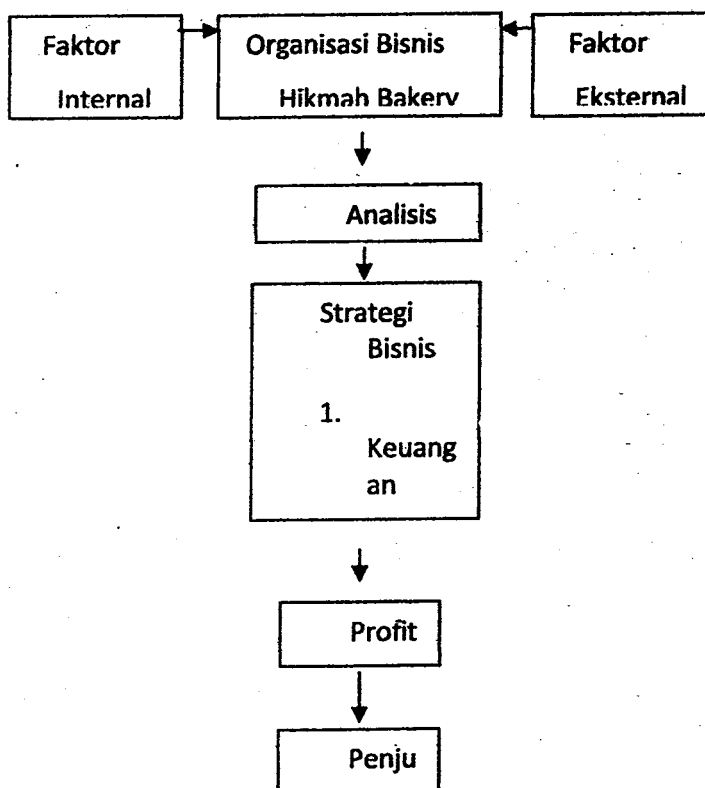 Faktor
Internal
Organisasi Bisnis
Hikmah Bakery
Faktor
Eksternal
Analisis
Strategi
Bisnis
1.
Keuang
an
Profit
Penju